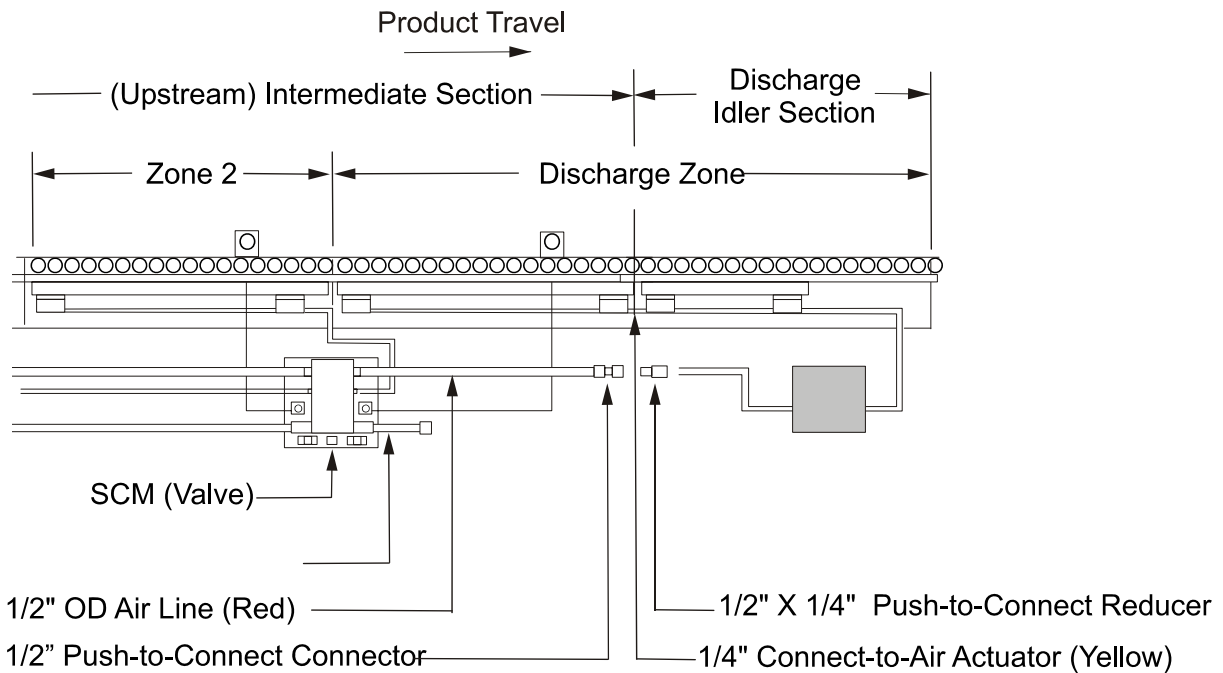 Product Travel
(Upstream) Intermediate Section
Discharge
Idler Section
Zone 2
Discharge Zone
SCM (Valve)
1/2" OD Air Line (Red)
1/2" X 1/4" Push-to-Connect Reducer
1/2” Push-to-Connect Connector
1/4" Connect-to-Air Actuator (Yellow)